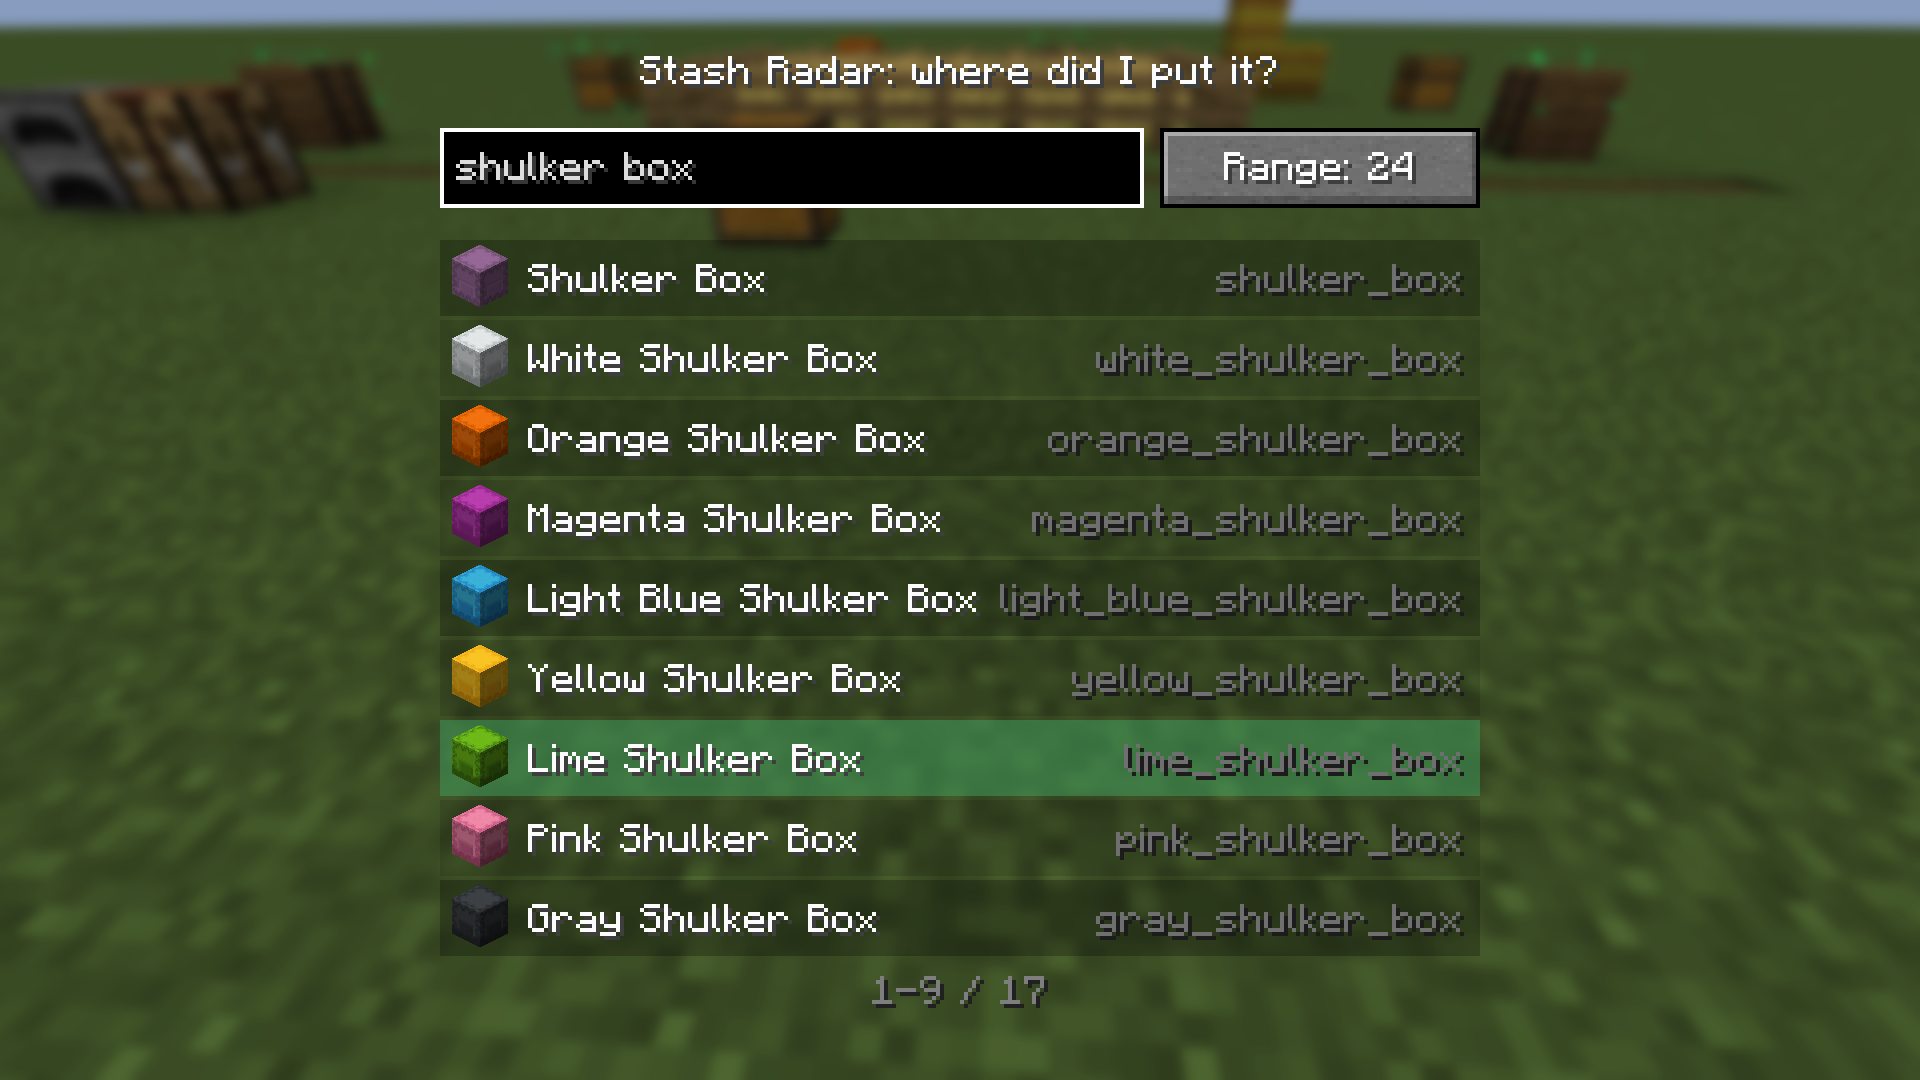 Stash Radar: where did I put it?
shulker box
Range: 24
Shulker Box shulker_box
White Shulker Box white_shulker_box
Orange Shulker Box orange_shulker_box
Magenta Shulker Box magenta_shulker_box
Light Blue Shulker Box light_blue_shulker_box
Yellow Shulker Box yellow_shulker_box
Lime Shulker Box lime_shulker_box
Pink Shulker Box pink_shulker_box
Gray Shulker Box gray_shulker_box
1-9 / 17